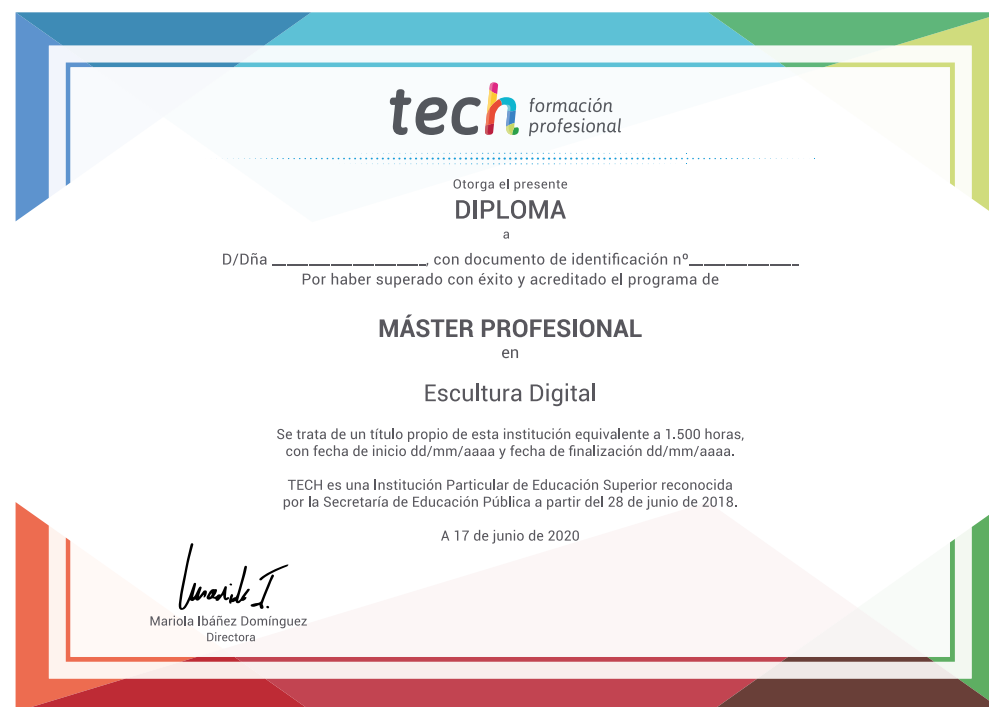 tech formación
profesional
Otorga el presente
DIPLOMA
a
D/Dña ____________________, con documento de identificación nº______________
Por haber superado con éxito y acreditado el programa de
MÁSTER PROFESIONAL
en
Escultura Digital
Se trata de un título propio de esta institución equivalente a 1.500 horas,
con fecha de inicio dd/mm/aaaa y fecha de finalización dd/mm/aaaa.
TECH es una Institución Particular de Educación Superior reconocida
por la Secretaría de Educación Pública a partir del 28 de junio de 2018.
A 17 de junio de 2020
Mariola Ibáñez Domínguez
Directora